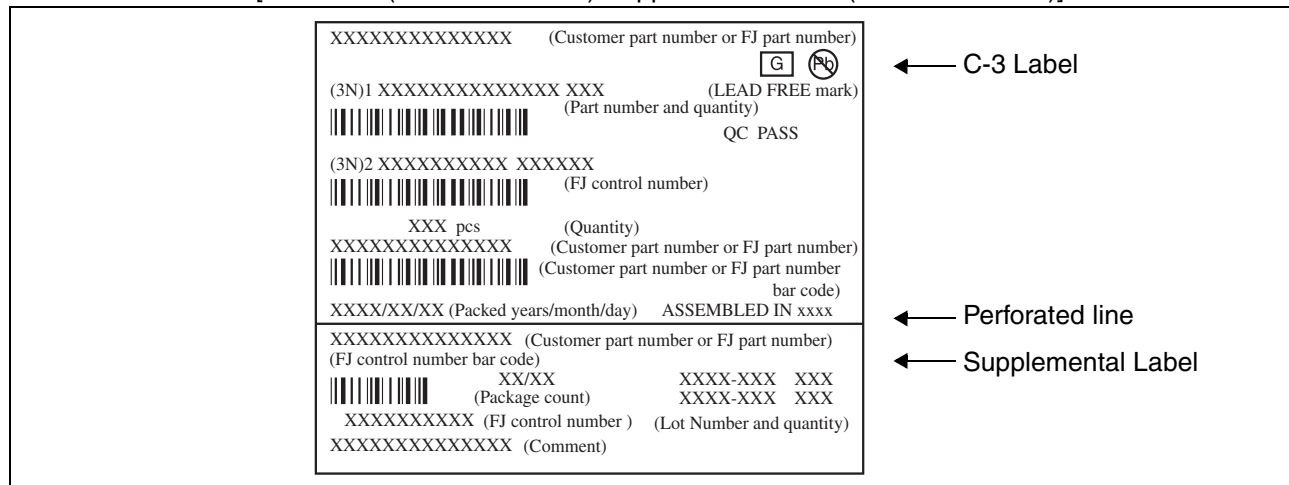 XXXXXXXXXXXXXX (Customer part number or FJ part number)
G Pb
C-3 Label
(3N)1 XXXXXXXXXXXXXX XXX (LEAD FREE mark)
(Part number and quantity)
QC PASS
(3N)2 XXXXXXXXXX XXXXXX
(FJ control number)
XXX pcs (Quantity)
XXXXXXXXXXXXXX (Customer part number or FJ part number)
(Customer part number or FJ part number
bar code)
XXXX/XX/XX (Packed years/month/day) ASSEMBLED IN xxxx
Perforated line
XXXXXXXXXXXXXX (Customer part number or FJ part number)
(FJ control number bar code)
Supplemental Label
XX/XX XXXX-XXX XXX
(Package count) XXXX-XXX XXX
XXXXXXXXXX (FJ control number ) (Lot Number and quantity)
XXXXXXXXXXXXXX (Comment)